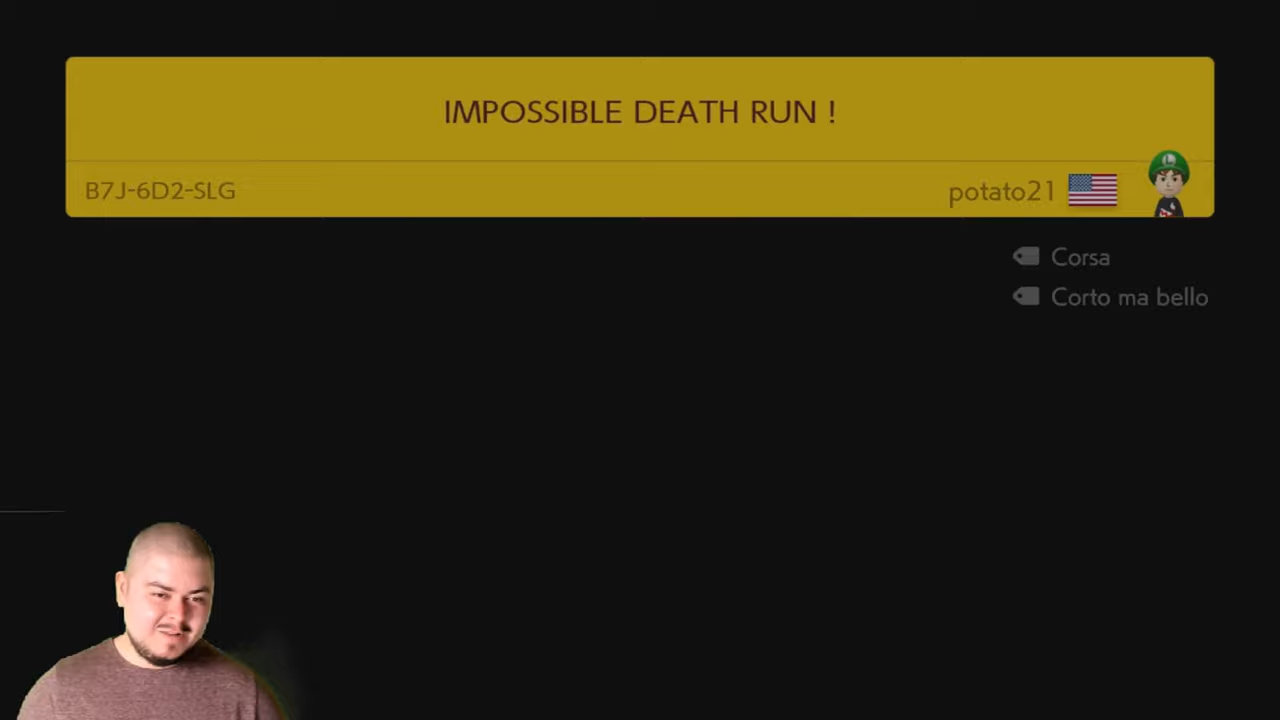 IMPOSSIBLE DEATH RUN !
B7J-6D2-SLG
potato21
Corsa
Corto ma bello